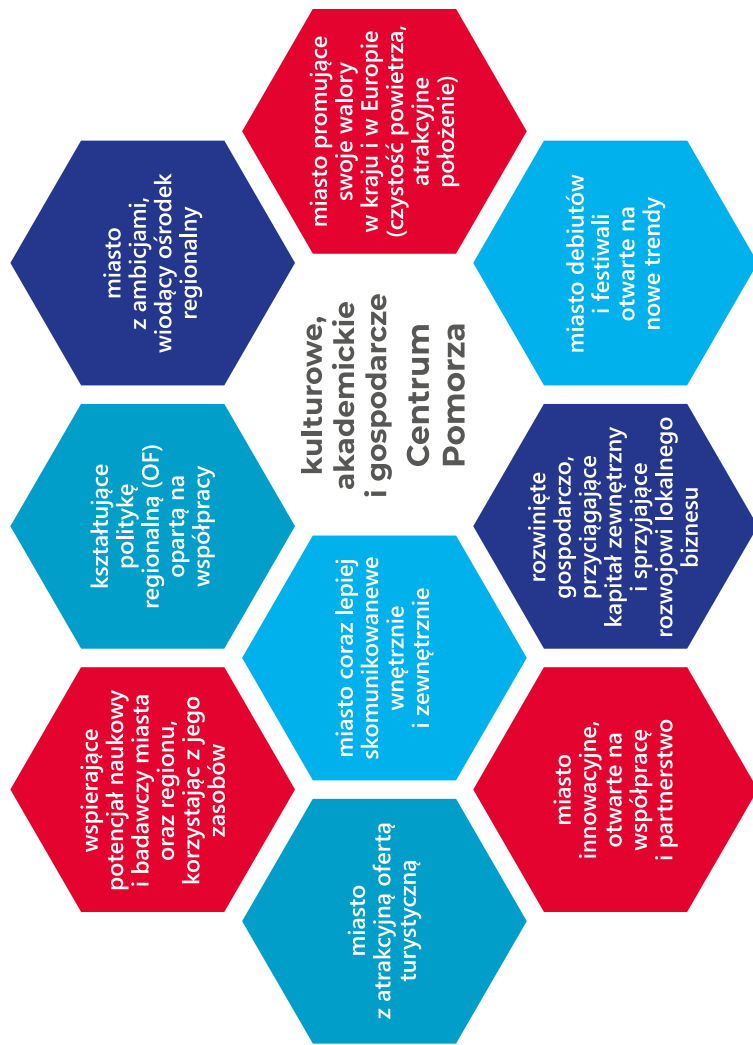 wspierające
potencjał naukowy
i badawczy miasta
oraz regionu,
korzystając z jego
zasobów
kształtujące
politykę
regionalną (OF)
opartą na
współpracy
miasto
z ambicjami,
wiodący ośrodek
regionalny
miasto
z atrakcyjną ofertą
turystyczną
miasto coraz lepiej
skomunikowanewe
wnętrznie
i zewnętrznie
kulturowe,
akademickie
i gospodarcze
Centrum
Pomorza
miasto promujące
swoje walory
w kraju i w Europie
(czystość powietrza,
atrakcyjne
położenie)
miasto
innowacyjne,
otwarte na
współpracę
i partnerstwo
rozwinięte
gospodarczo,
przyciągające
kapitał zewnętrzny
i sprzyjające
rozwojowi lokalnego
biznesu
miasto debiutów
i festiwali
otwarte na
nowe trendy